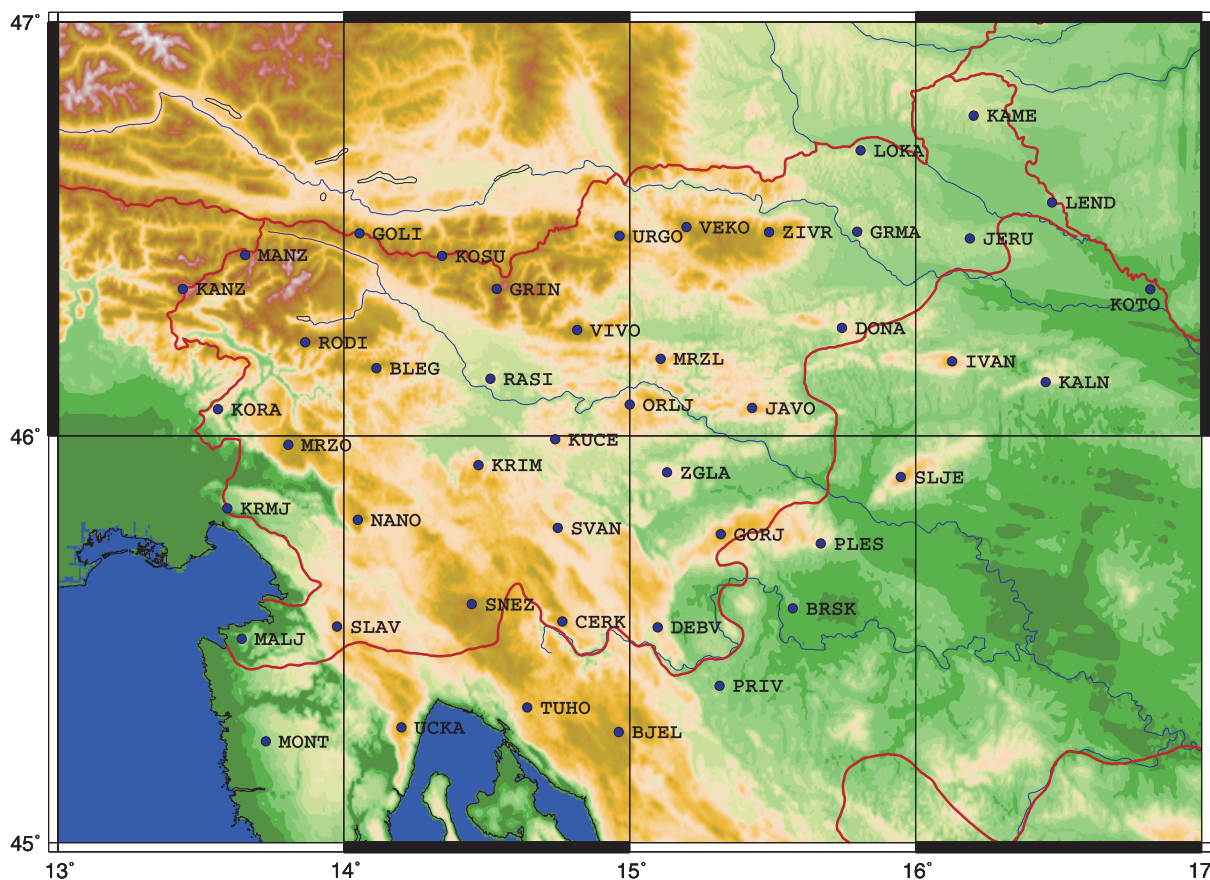 47°
KAME
LOKA
LEND
VEKO
GOLI
URGO
ZIVR
GRMA
JERU
MANZ
KOSU
KANZ
GRIN
KOTO
VIVO
DONA
RODI
MRZL
IVAN
BLEG
RASI
KALN
KORA
ORLJ
JAVO
46°
KUCE
MRZO
KRIM
ZGLA
SLJE
KRMJ
NANO
SVAN
GORJ
PLES
SNEZ
BRSK
CERK
SLAV
DEBV
MALJ
PRIV
TUHO
UCKA
BJEL
MONT
45°
13°
14°
15°
16°
17